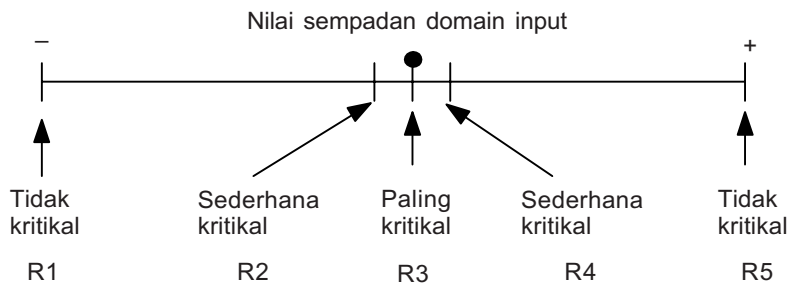 Nilai sempadan domain input
– +
Tidak Sederhana Paling Sederhana Tidak
kritikal kritikal kritikal kritikal kritikal
R1 R2 R3 R4 R5